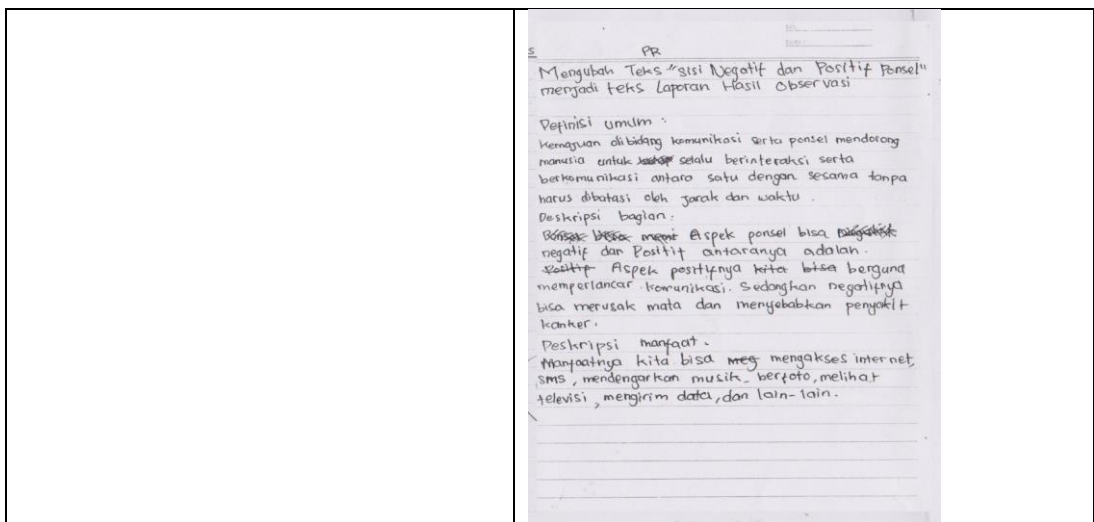 PR
Mengubah Teks "sisi Negatif dan Positif Ponsel"
menjadi teks Laporan Hasil Observasi
Definisi umum :
Kemajuan dibidang komunikasi serta ponsel mendorong
manusia untuk selalu berinteraksi serta
berkomunikasi antara satu dengan sesama tanpa
harus dibatasi oleh jarak dan waktu.
Deskripsi bagian :
Aspek ponsel bisa
negatif dan Positif antaranya adalah.
Positif Aspek positifnya kita bisa berguna
memperlancar komunikasi. Sedangkan negatifnya
bisa merusak mata dan menyebabkan penyakit
kanker.
Deskripsi manfaat.
Manfaatnya kita bisa meg mengakses internet,
sms, mendengarkan musik, berfoto, melihat
televisi, mengirim data, dan lain-lain.